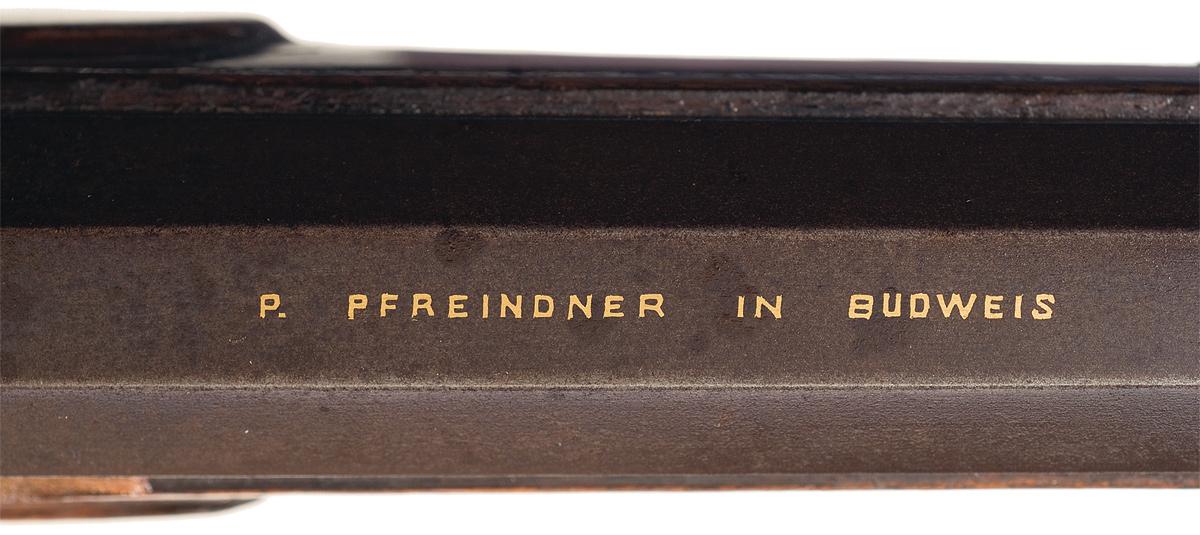 P. PFREINDNER IN BUDWEIS